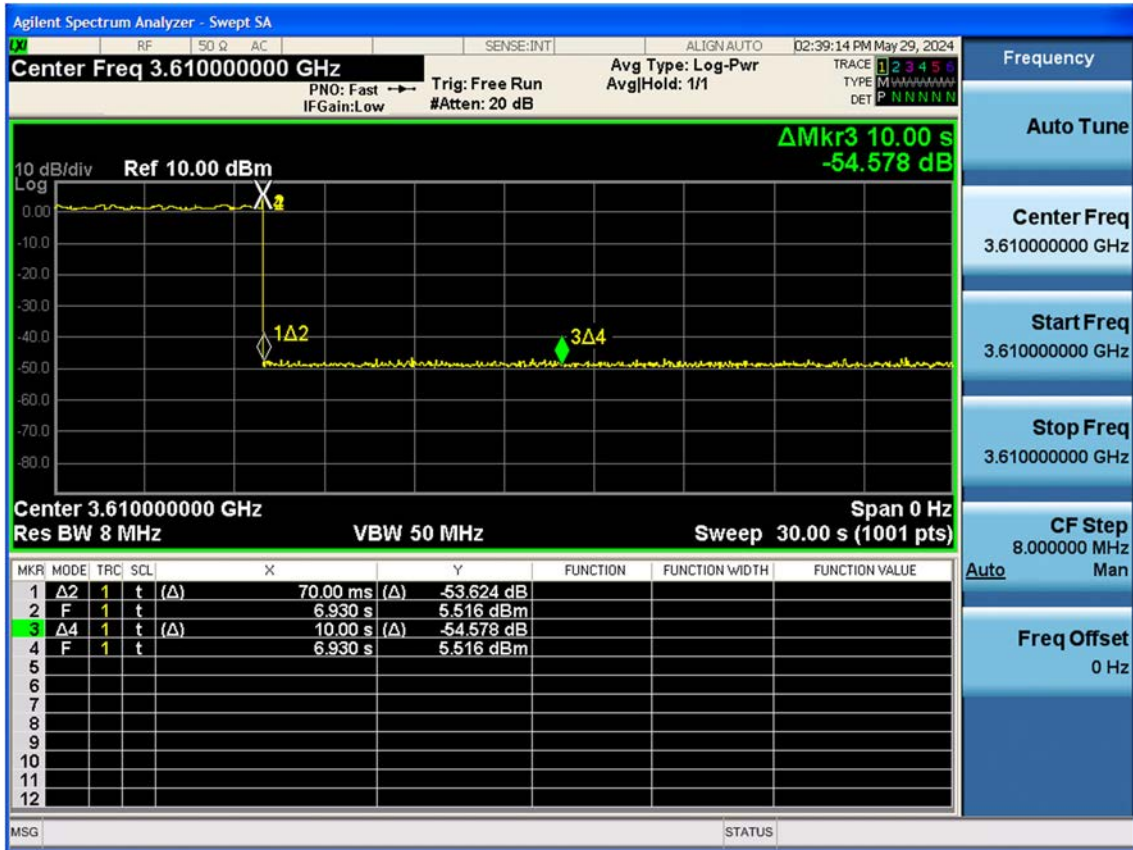 Agilent Spectrum Analyzer - Swept SA
LXI RF 50 Ω AC SENSE:INT ALIGN AUTO 02:39:14 PM May 29, 2024
Center Freq 3.610000000 GHz
PNO: Fast
IFGain:Low
Trig: Free Run
#Atten: 20 dB
Avg Type: Log-Pwr
Avg|Hold: 1/1
TRACE 1 2 3 4 5 6
TYPE M
DET P N N N N N
ΔMkr3 10.00 s
-54.578 dB
10 dB/div Ref 10.00 dBm
Log
0.00
-10.0
-20.0
-30.0
-40.0
-50.0
-60.0
-70.0
-80.0
1Δ2
3Δ4
Center 3.610000000 GHz Span 0 Hz
Res BW 8 MHz VBW 50 MHz Sweep 30.00 s (1001 pts)
MKR MODE TRC SCL X Y FUNCTION FUNCTION WIDTH FUNCTION VALUE
1 Δ2 1 t (Δ) 70.00 ms (Δ) -53.624 dB
2 F 1 t 6.930 s 5.516 dBm
3 Δ4 1 t (Δ) 10.00 s (Δ) -54.578 dB
4 F 1 t 6.930 s 5.516 dBm
5
6
7
8
9
10
11
12
MSG STATUS
Frequency
Auto Tune
Center Freq
3.610000000 GHz
Start Freq
3.610000000 GHz
Stop Freq
3.610000000 GHz
CF Step
8.000000 MHz
Auto Man
Freq Offset
0 Hz